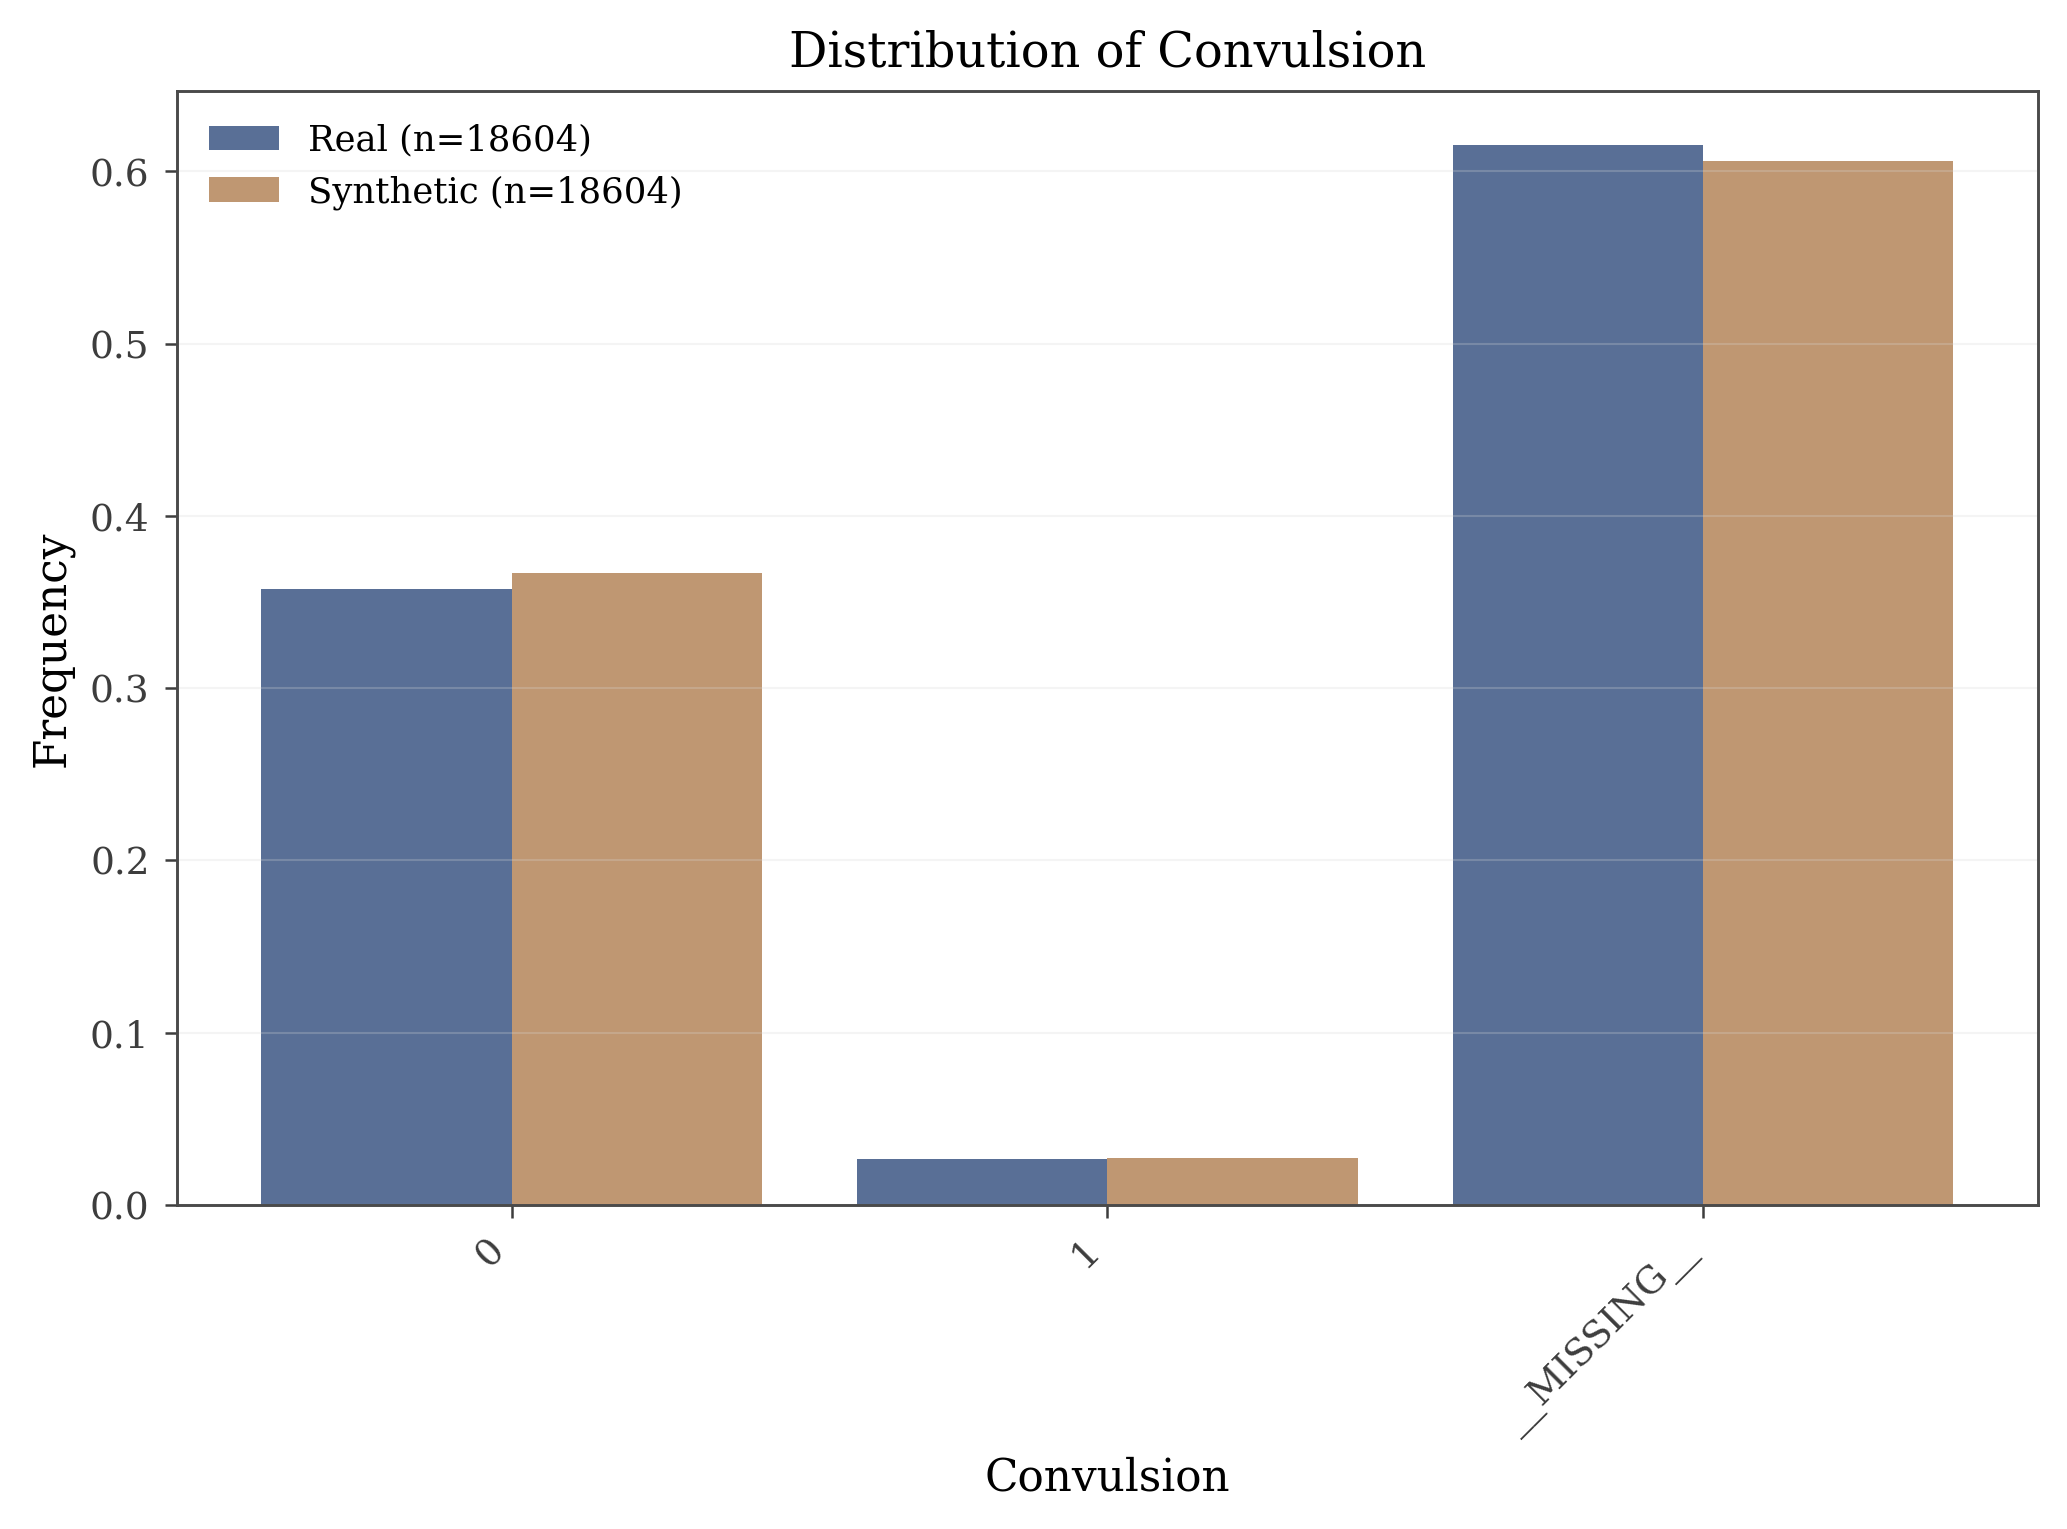 Distribution of Convulsion
Real (n=18604)
Synthetic (n=18604)
Frequency
0.6
0.5
0.4
0.3
0.2
0.1
0.0
0
1
__MISSING__
Convulsion